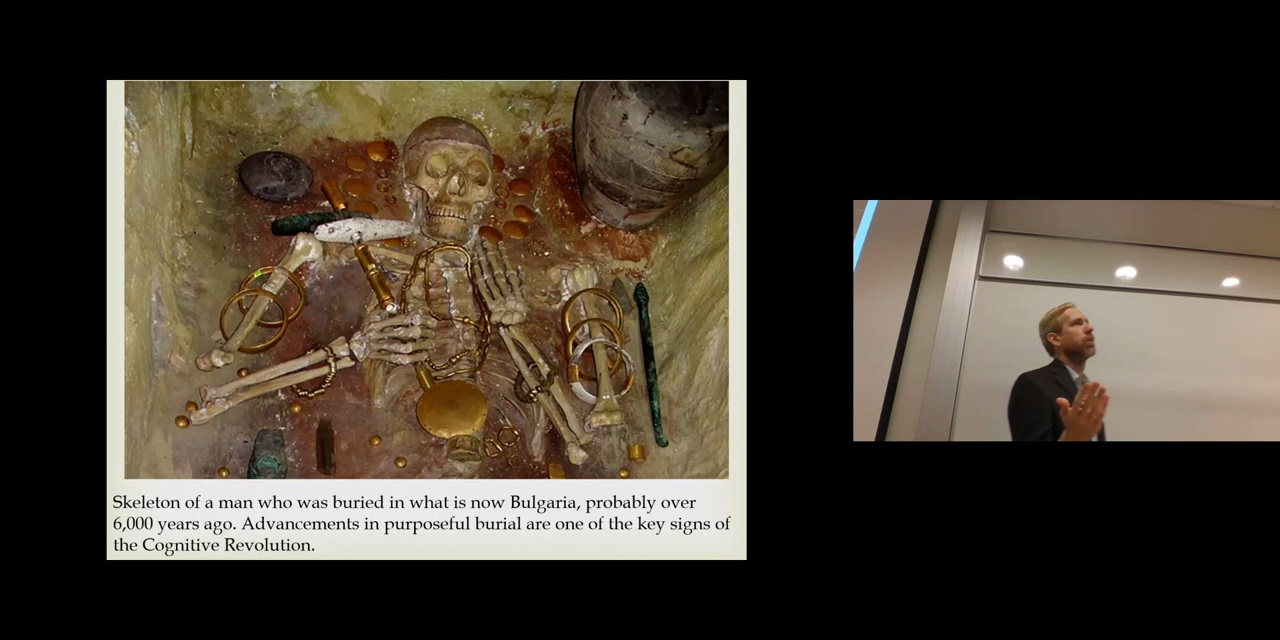 Skeleton of a man who was buried in what is now Bulgaria, probably over
6,000 years ago. Advancements in purposeful burial are one of the key signs of
the Cognitive Revolution.